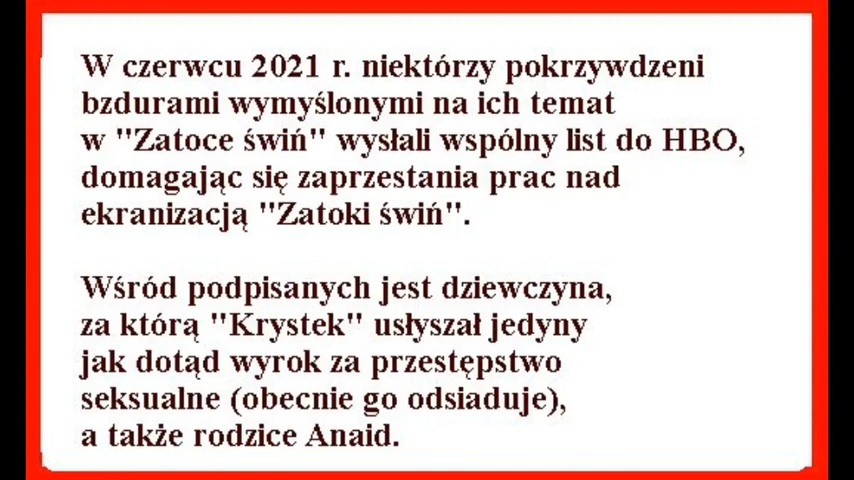 W czerwcu 2021 r. niektórzy pokrzywdzeni
bzdurami wymyślonymi na ich temat
w "Zatoce świń" wysłali wspólny list do HBO,
domagając się zaprzestania prac nad
ekranizacją "Zatoki świń".
Wśród podpisanych jest dziewczyna,
za którą "Krystek" usłyszał jedyny
jak dotąd wyrok za przestępstwo
seksualne (obecnie go odsiaduje),
a także rodzice Anaid.